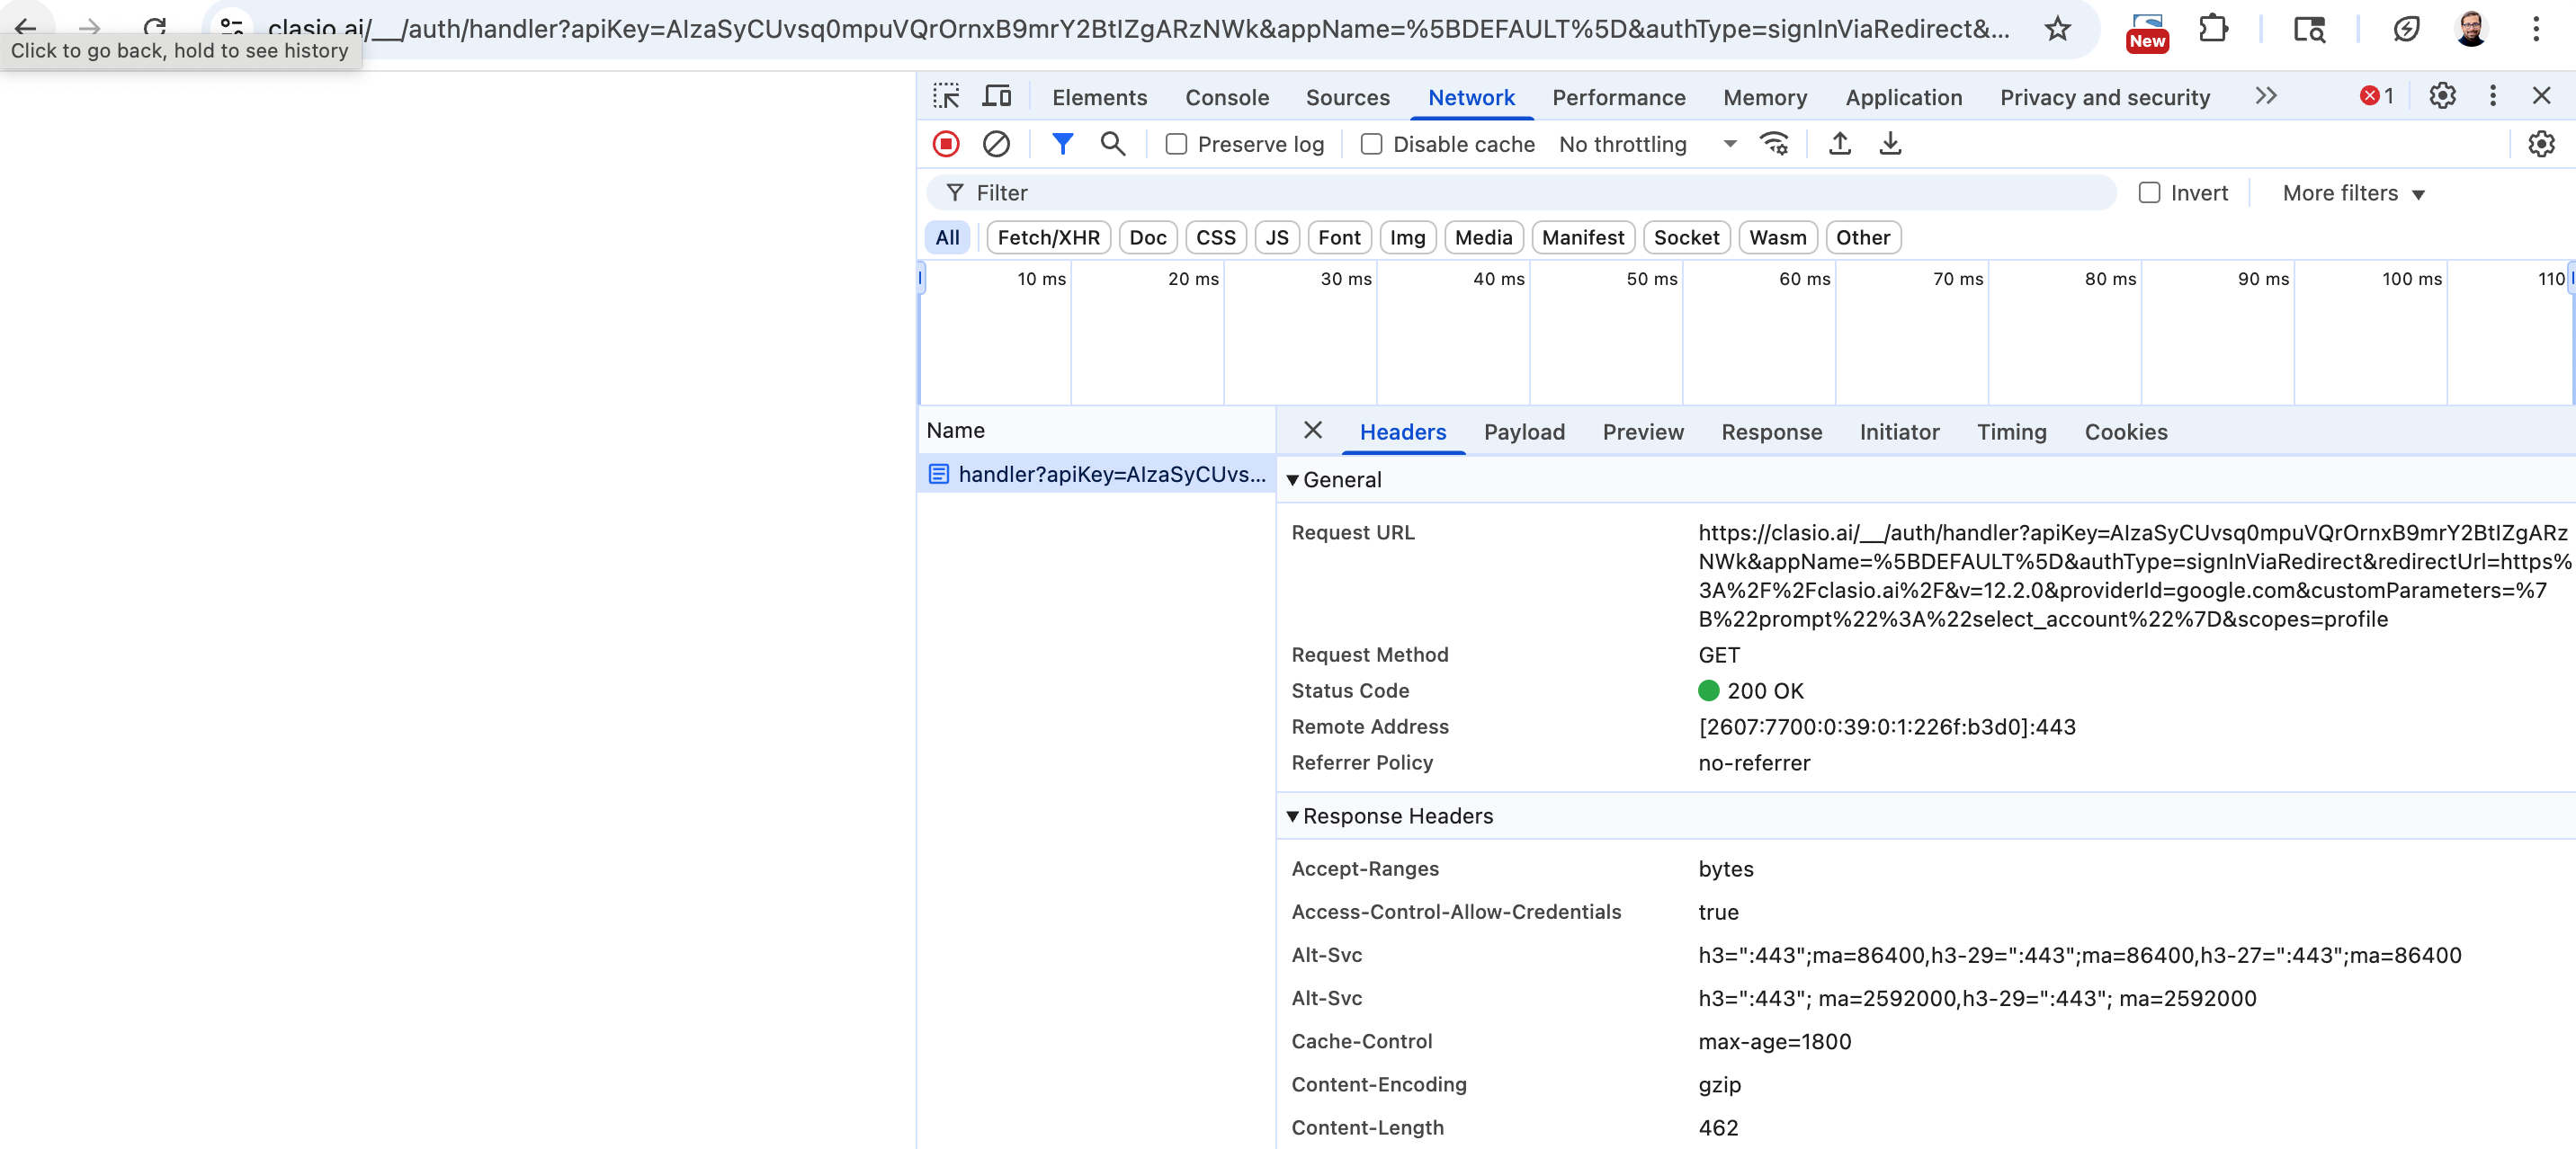 clasio.ai/__/auth/handler?apiKey=AIzaSyCUvsq0mpuVQrOrnxB9mrY2BtIZgARzNWk&appName=%5BDEFAULT%5D&authType=signInViaRedirect&...
New
Click to go back, hold to see history
Elements Console Sources Network Performance Memory Application Privacy and security 1
Preserve log Disable cache No throttling
Filter Invert More filters
All Fetch/XHR Doc CSS JS Font Img Media Manifest Socket Wasm Other
10 ms 20 ms 30 ms 40 ms 50 ms 60 ms 70 ms 80 ms 90 ms 100 ms 110
Name
handler?apiKey=AIzaSyCUvs...
Headers Payload Preview Response Initiator Timing Cookies
General
Request URL https://clasio.ai/__/auth/handler?apiKey=AIzaSyCUvsq0mpuVQrOrnxB9mrY2BtIZgARz
NWk&appName=%5BDEFAULT%5D&authType=signInViaRedirect&redirectUrl=https%
3A%2F%2Fclasio.ai%2F&v=12.2.0&providerId=google.com&customParameters=%7
B%22prompt%22%3A%22select_account%22%7D&scopes=profile
Request Method GET
Status Code 200 OK
Remote Address [2607:7700:0:39:0:1:226f:b3d0]:443
Referrer Policy no-referrer
Response Headers
Accept-Ranges bytes
Access-Control-Allow-Credentials true
Alt-Svc h3=":443";ma=86400,h3-29=":443";ma=86400,h3-27=":443";ma=86400
Alt-Svc h3=":443"; ma=2592000,h3-29=":443"; ma=2592000
Cache-Control max-age=1800
Content-Encoding gzip
Content-Length 462